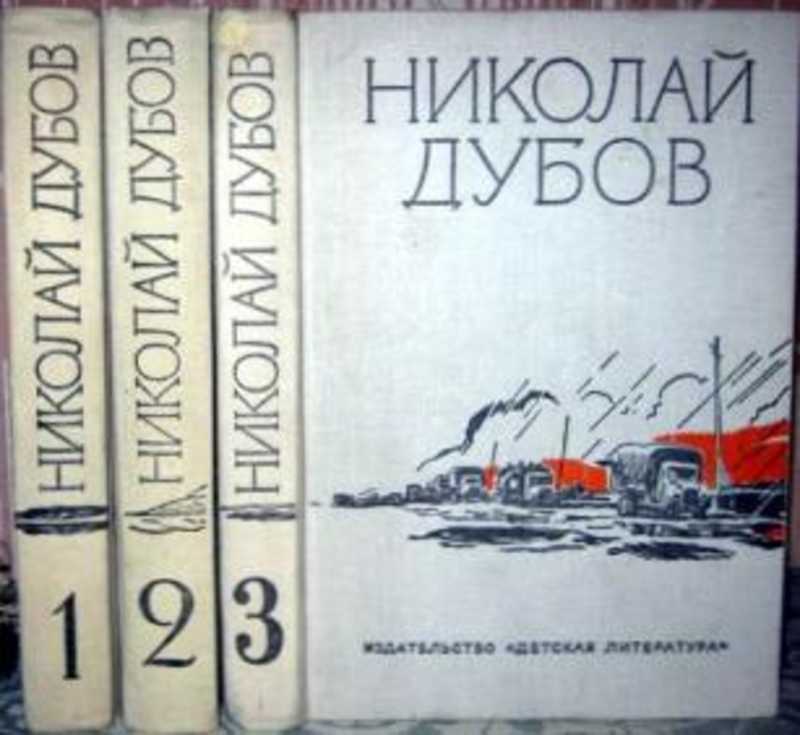 НИКОЛАЙ ДУБОВ
1
НИКОЛАЙ ДУБОВ
2
НИКОЛАЙ ДУБОВ
3
НИКОЛАЙ
ДУБОВ
ИЗДАТЕЛЬСТВО «ДЕТСКАЯ ЛИТЕРАТУРА»